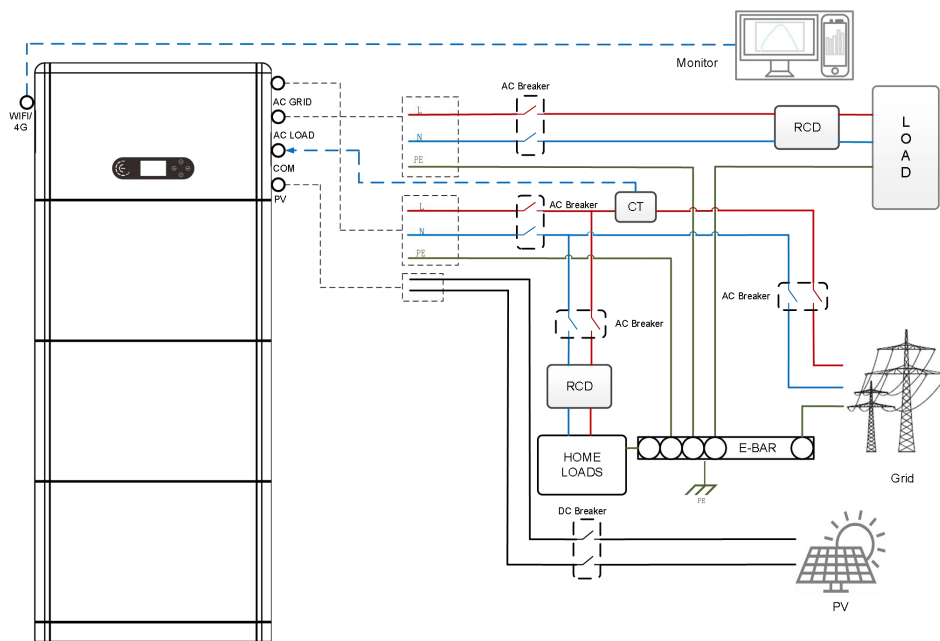 Monitor
AC Breaker
WIFI/
4G
AC GRID
L
RCD
L
O
A
D
AC LOAD
N
PE
COM
PV
L
AC Breaker
CT
N
PE
AC Breaker
AC Breaker
RCD
HOME
LOADS
E-BAR
Grid
PE
DC Breaker
PV